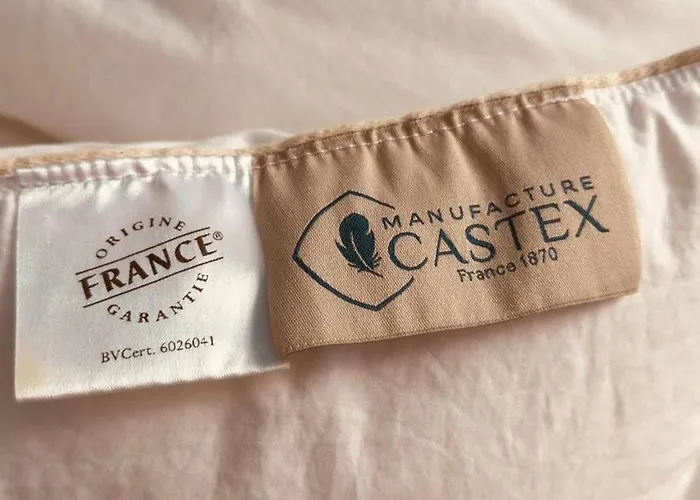 ORIGINE
FRANCE®
GARANTIE
BVCert. 6026041
MANUFACTURE
CASTEX
France 1870